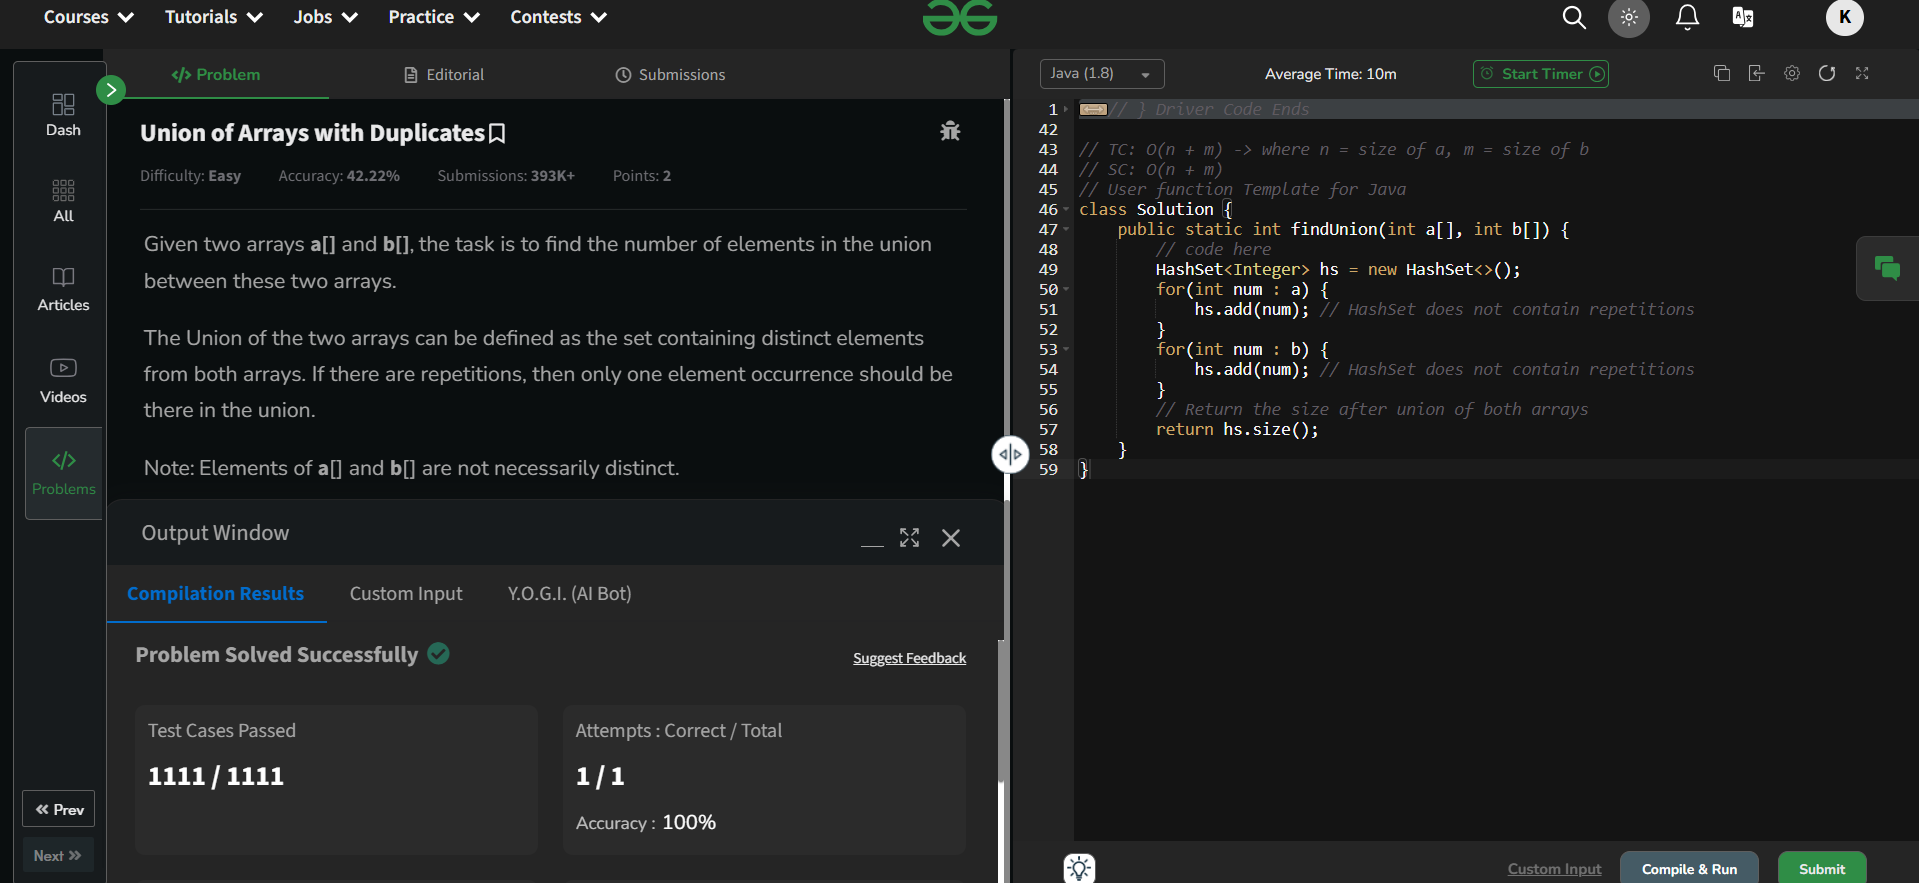 Courses Tutorials Jobs Practice Contests K
Dash
All
Articles
Videos
Problems
Prev
Next
Problem Editorial Submissions
Union of Arrays with Duplicates
Difficulty: Easy Accuracy: 42.22% Submissions: 393K+ Points: 2
Given two arrays a[] and b[], the task is to find the number of elements in the union
between these two arrays.
The Union of the two arrays can be defined as the set containing distinct elements
from both arrays. If there are repetitions, then only one element occurrence should be
there in the union.
Note: Elements of a[] and b[] are not necessarily distinct.
Output Window
Compilation Results Custom Input Y.O.G.I. (AI Bot)
Problem Solved Successfully
Suggest Feedback
Test Cases Passed
1111 / 1111
Attempts : Correct / Total
1 / 1
Accuracy : 100%
Java (1.8) Average Time: 10m Start Timer
1 // } Driver Code Ends
42
43 // TC: O(n + m) -> where n = size of a, m = size of b
44 // SC: O(n + m)
45 // User function Template for Java
46 class Solution {
47 public static int findUnion(int a[], int b[]) {
48 // code here
49 HashSet<Integer> hs = new HashSet<>();
50 for(int num : a) {
51 hs.add(num); // HashSet does not contain repetitions
52 }
53 for(int num : b) {
54 hs.add(num); // HashSet does not contain repetitions
55 }
56 // Return the size after union of both arrays
57 return hs.size();
58 }
59 }
Custom Input Compile & Run Submit